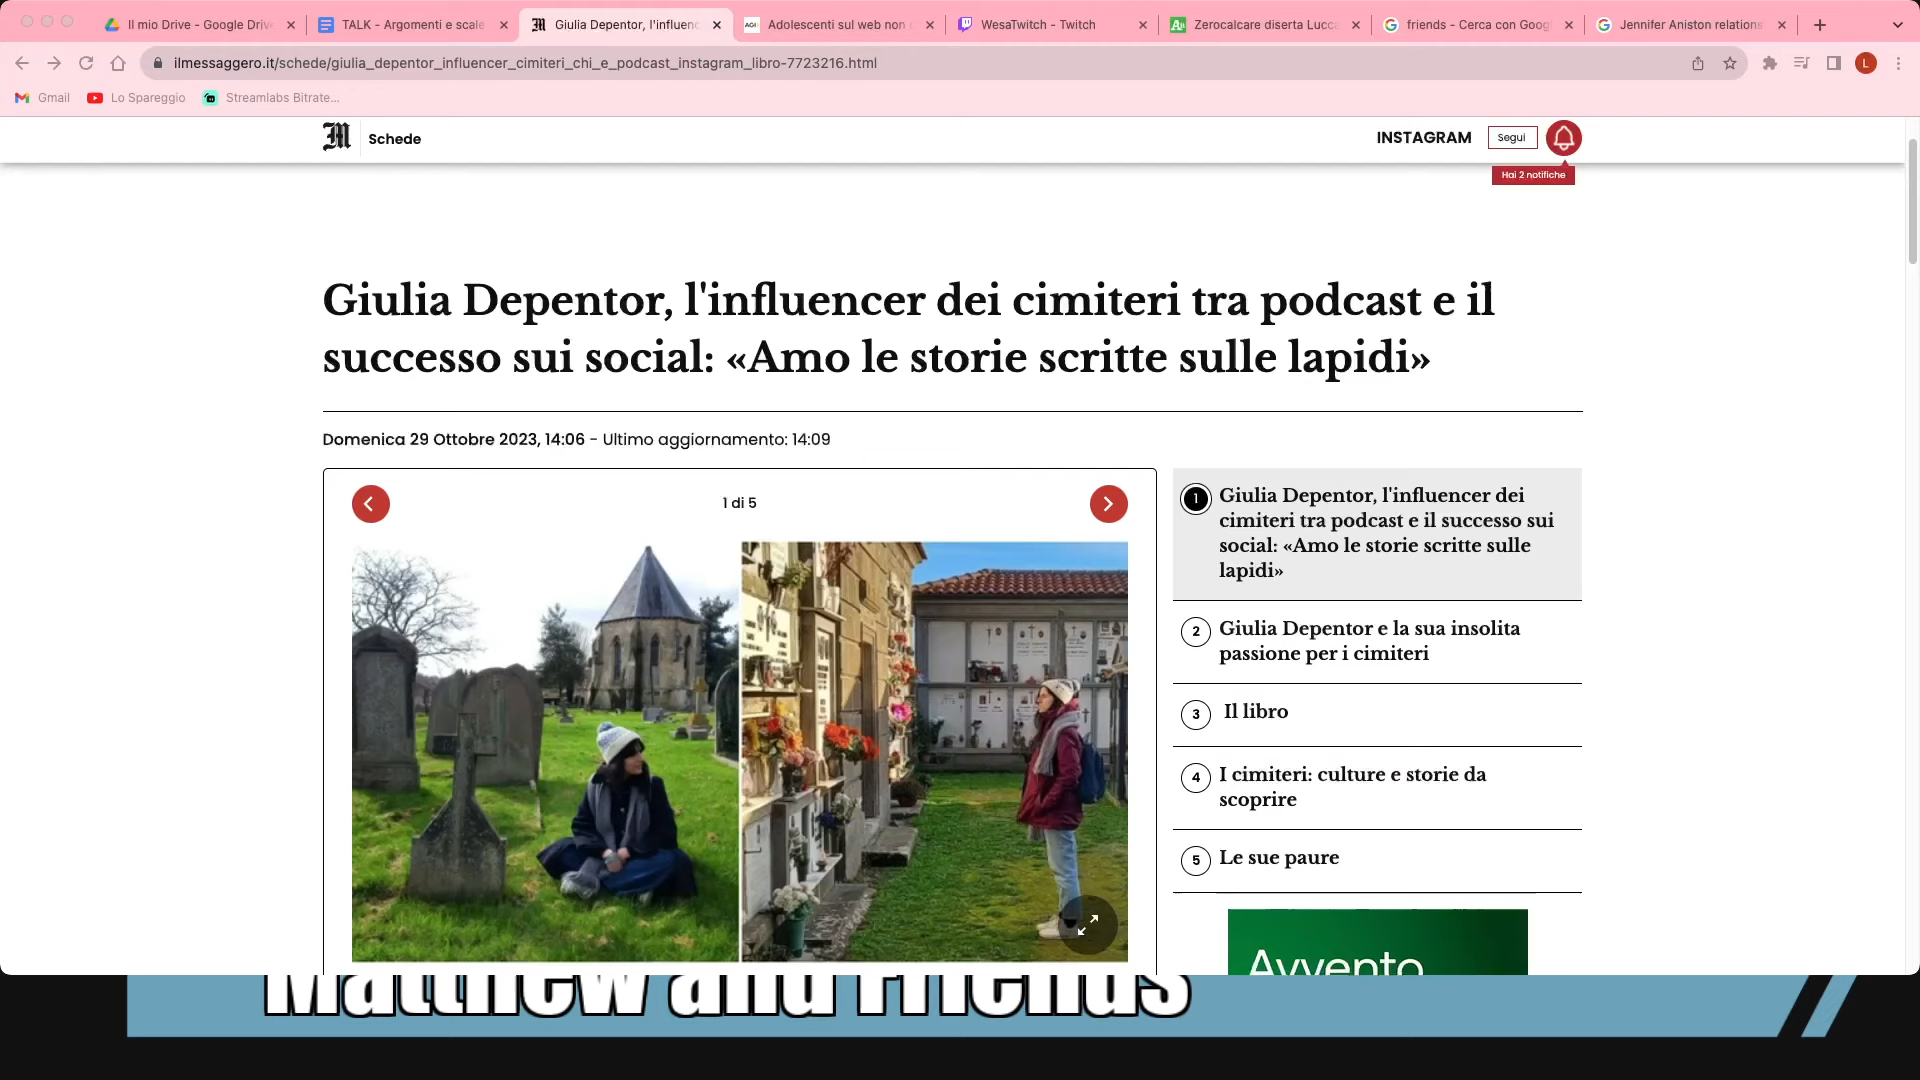 Il mio Drive - Google Drive
TALK - Argomenti e scale
Giulia Depentor, l'influenc
Adolescenti sul web non
WesaTwitch - Twitch
Zerocalcare diserta Lucca
friends - Cerca con Goog
Jennifer Aniston relations
ilmessaggero.it/schede/giulia_depentor_influencer_cimiteri_chi_e_podcast_instagram_libro-7723216.html
L
Gmail
Lo Spareggio
Streamlabs Bitrate...
M
Schede
INSTAGRAM
Segui
Hai 2 notifiche
Giulia Depentor, l'influencer dei cimiteri tra podcast e il
successo sui social: «Amo le storie scritte sulle lapidi»
Domenica 29 Ottobre 2023, 14:06 - Ultimo aggiornamento: 14:09
1 di 5
1
Giulia Depentor, l'influencer dei
cimiteri tra podcast e il successo sui
social: «Amo le storie scritte sulle
lapidi»
2
Giulia Depentor e la sua insolita
passione per i cimiteri
3
Il libro
4
I cimiteri: culture e storie da
scoprire
5
Le sue paure
Avvento
Matthew and Friends